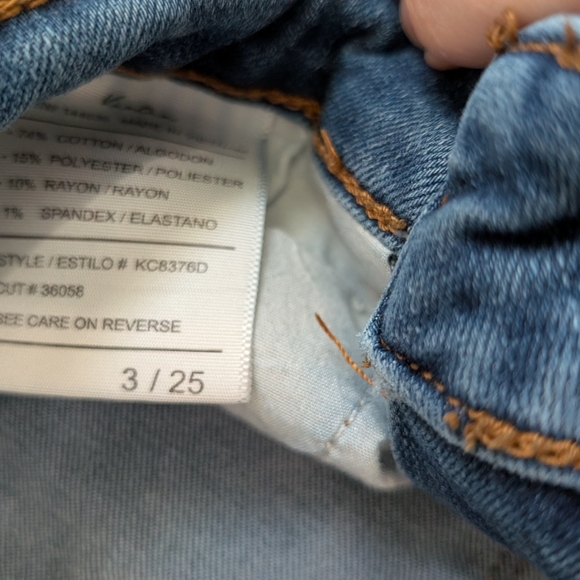 74% COTTON / ALGODON
15% POLYESTER / POLIESTER
10% RAYON / RAYON
1% SPANDEX / ELASTANO
STYLE / ESTILO # KC8376D
CUT # 36058
SEE CARE ON REVERSE
3 / 25